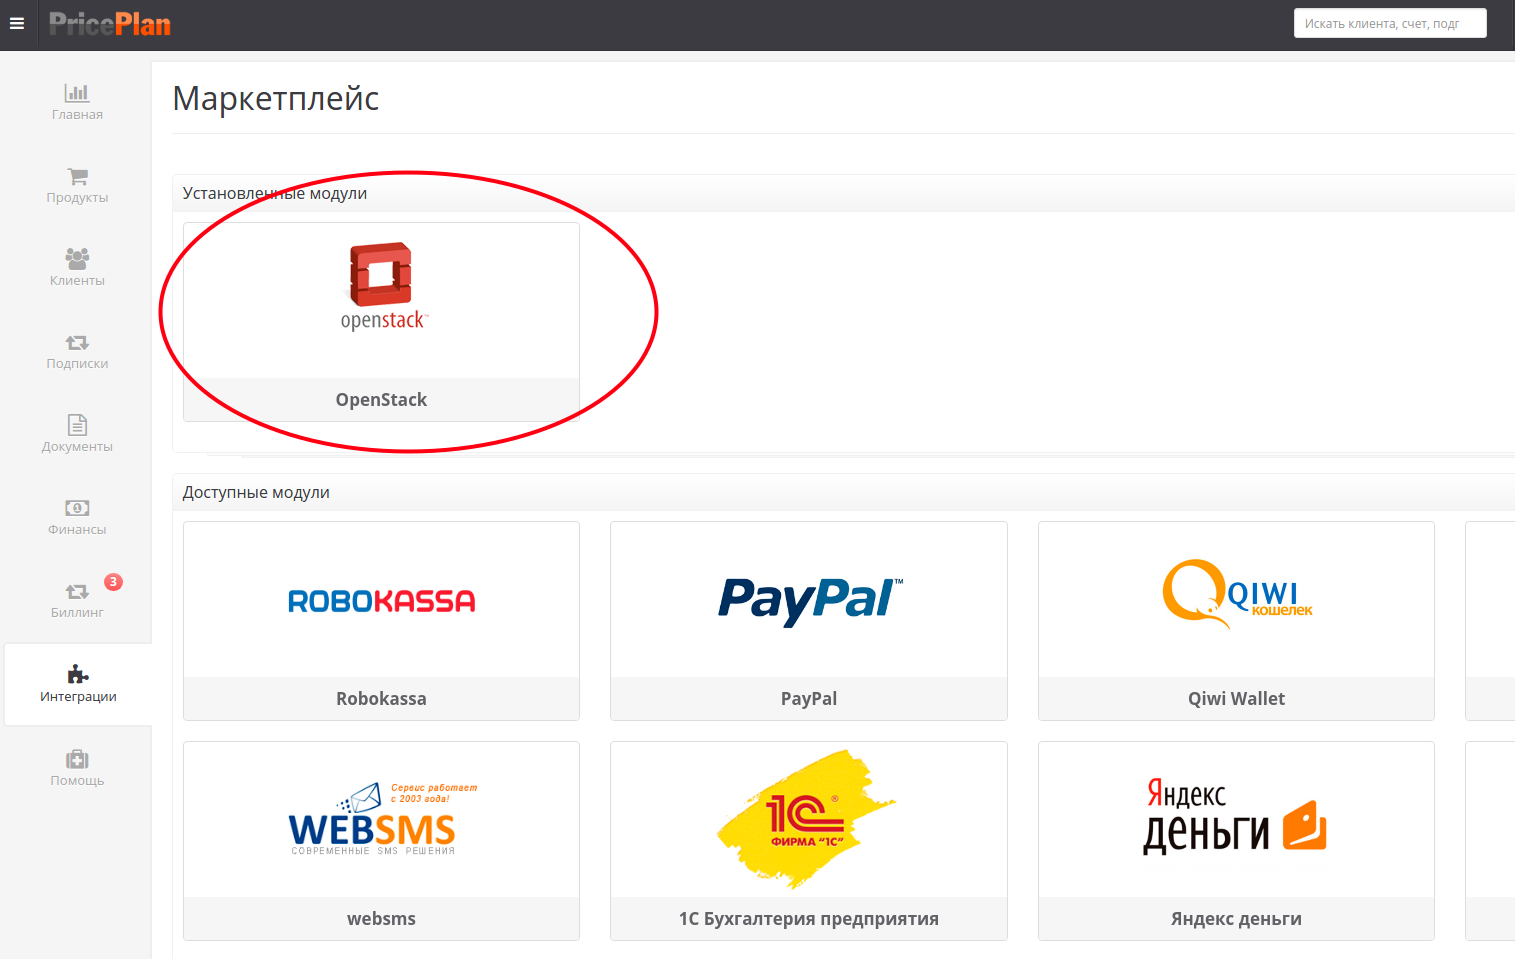 PricePlan
Искать клиента, счет, подг
Главная
Продукты
Клиенты
Подписки
Документы
Финансы
3
Биллинг
Интеграции
Помощь
Маркетплейс
Установленные модули
openstack™
OpenStack
Доступные модули
ROBOKASSA
Robokassa
PayPal™
PayPal
QIWI
кошелек
Qiwi Wallet
Сервис работает
с 2003 года!
WEBSMS
СОВРЕМЕННЫЕ SMS РЕШЕНИЯ
websms
1С®
ФИРМА "1С"
1С Бухгалтерия предприятия
Яндекс
деньги
Яндекс деньги